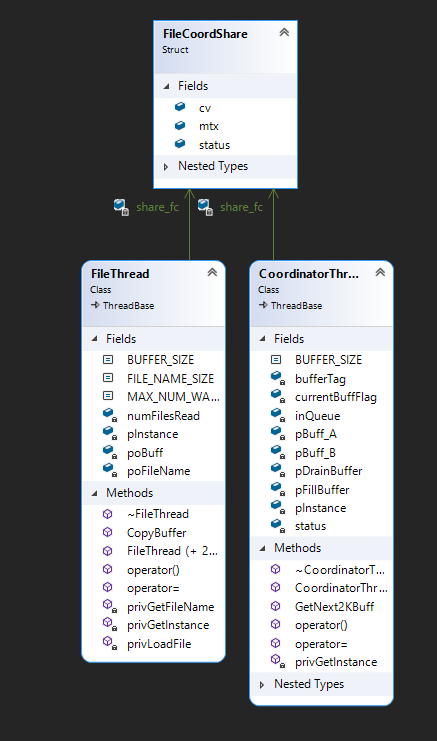 FileCoordShare
Struct
Fields
cv
mtx
status
Nested Types
share_fc
share_fc
FileThread
Class
ThreadBase
Fields
BUFFER_SIZE
FILE_NAME_SIZE
MAX_NUM_WA...
numFilesRead
pInstance
poBuff
poFileName
Methods
~FileThread
CopyBuffer
FileThread (+ 2...
operator()
operator=
privGetFileName
privGetInstance
privLoadFile
CoordinatorThr...
Class
ThreadBase
Fields
BUFFER_SIZE
bufferTag
currentBuffFlag
inQueue
pBuff_A
pBuff_B
pDrainBuffer
pFillBuffer
pInstance
status
Methods
~CoordinatorT...
CoordinatorThr...
GetNext2KBuff
operator()
operator=
privGetInstance
Nested Types